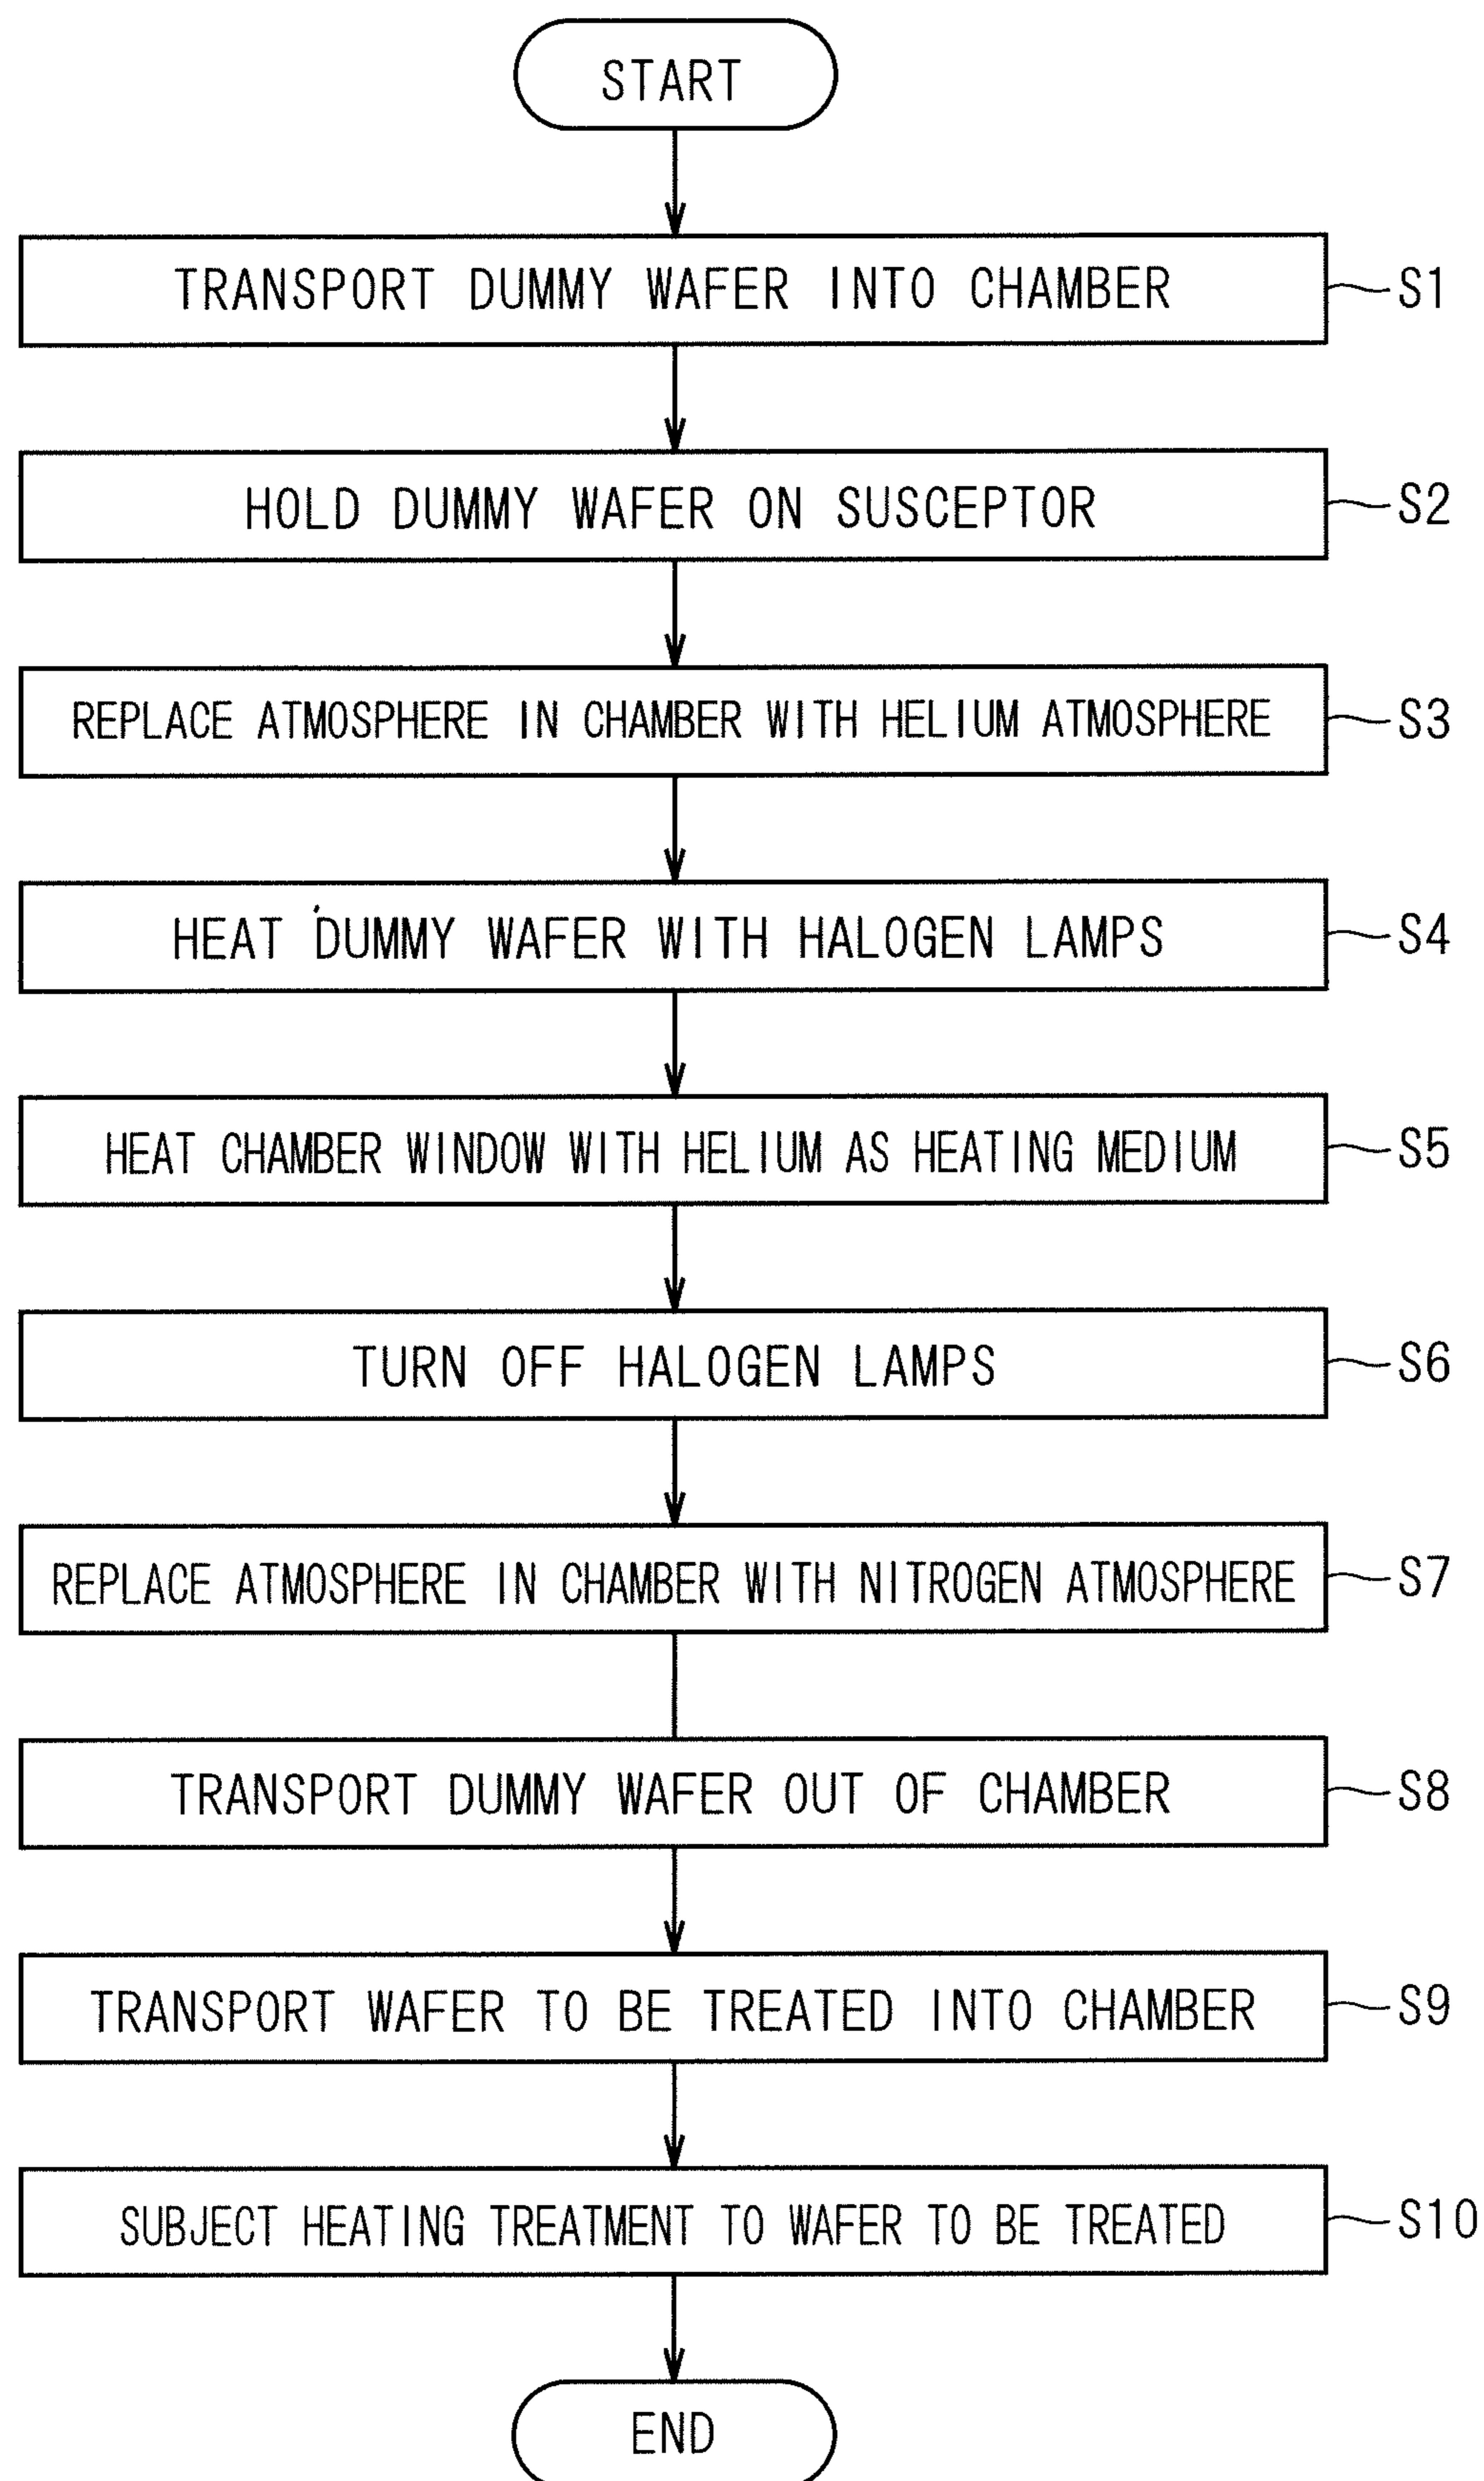 START
TRANSPORT DUMMY WAFER INTO CHAMBER S1
HOLD DUMMY WAFER ON SUSCEPTOR S2
REPLACE ATMOSPHERE IN CHAMBER WITH HELIUM ATMOSPHERE S3
HEAT DUMMY WAFER WITH HALOGEN LAMPS S4
HEAT CHAMBER WINDOW WITH HELIUM AS HEATING MEDIUM S5
TURN OFF HALOGEN LAMPS S6
REPLACE ATMOSPHERE IN CHAMBER WITH NITROGEN ATMOSPHERE S7
TRANSPORT DUMMY WAFER OUT OF CHAMBER S8
TRANSPORT WAFER TO BE TREATED INTO CHAMBER S9
SUBJECT HEATING TREATMENT TO WAFER TO BE TREATED S10
END